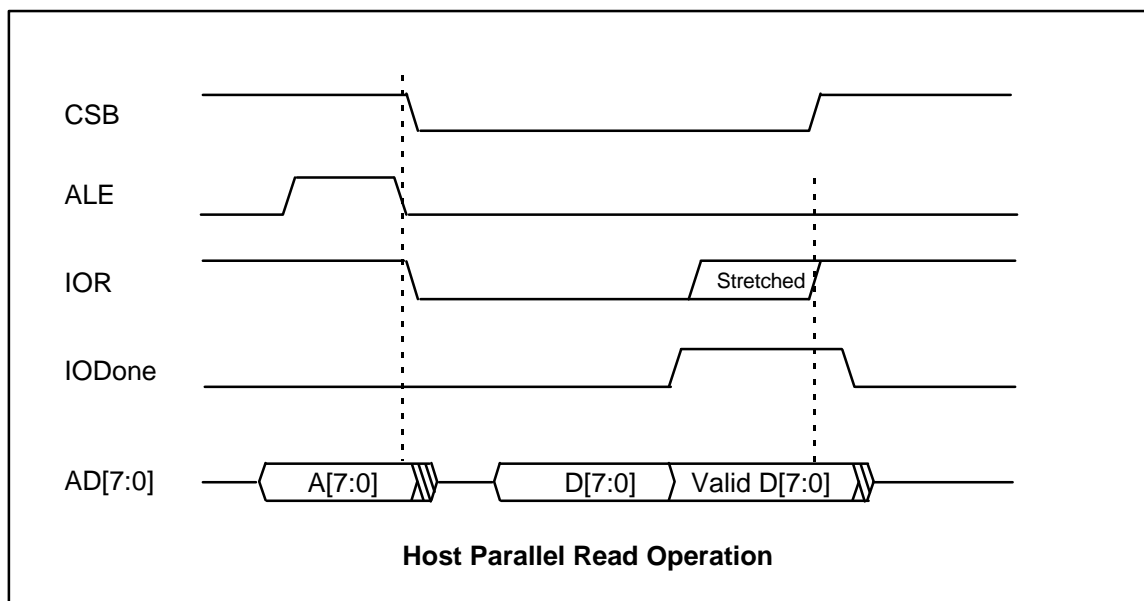 CSB
ALE
IOR
Stretched
IODone
AD[7:0]
A[7:0]
D[7:0]
Valid D[7:0]
Host Parallel Read Operation